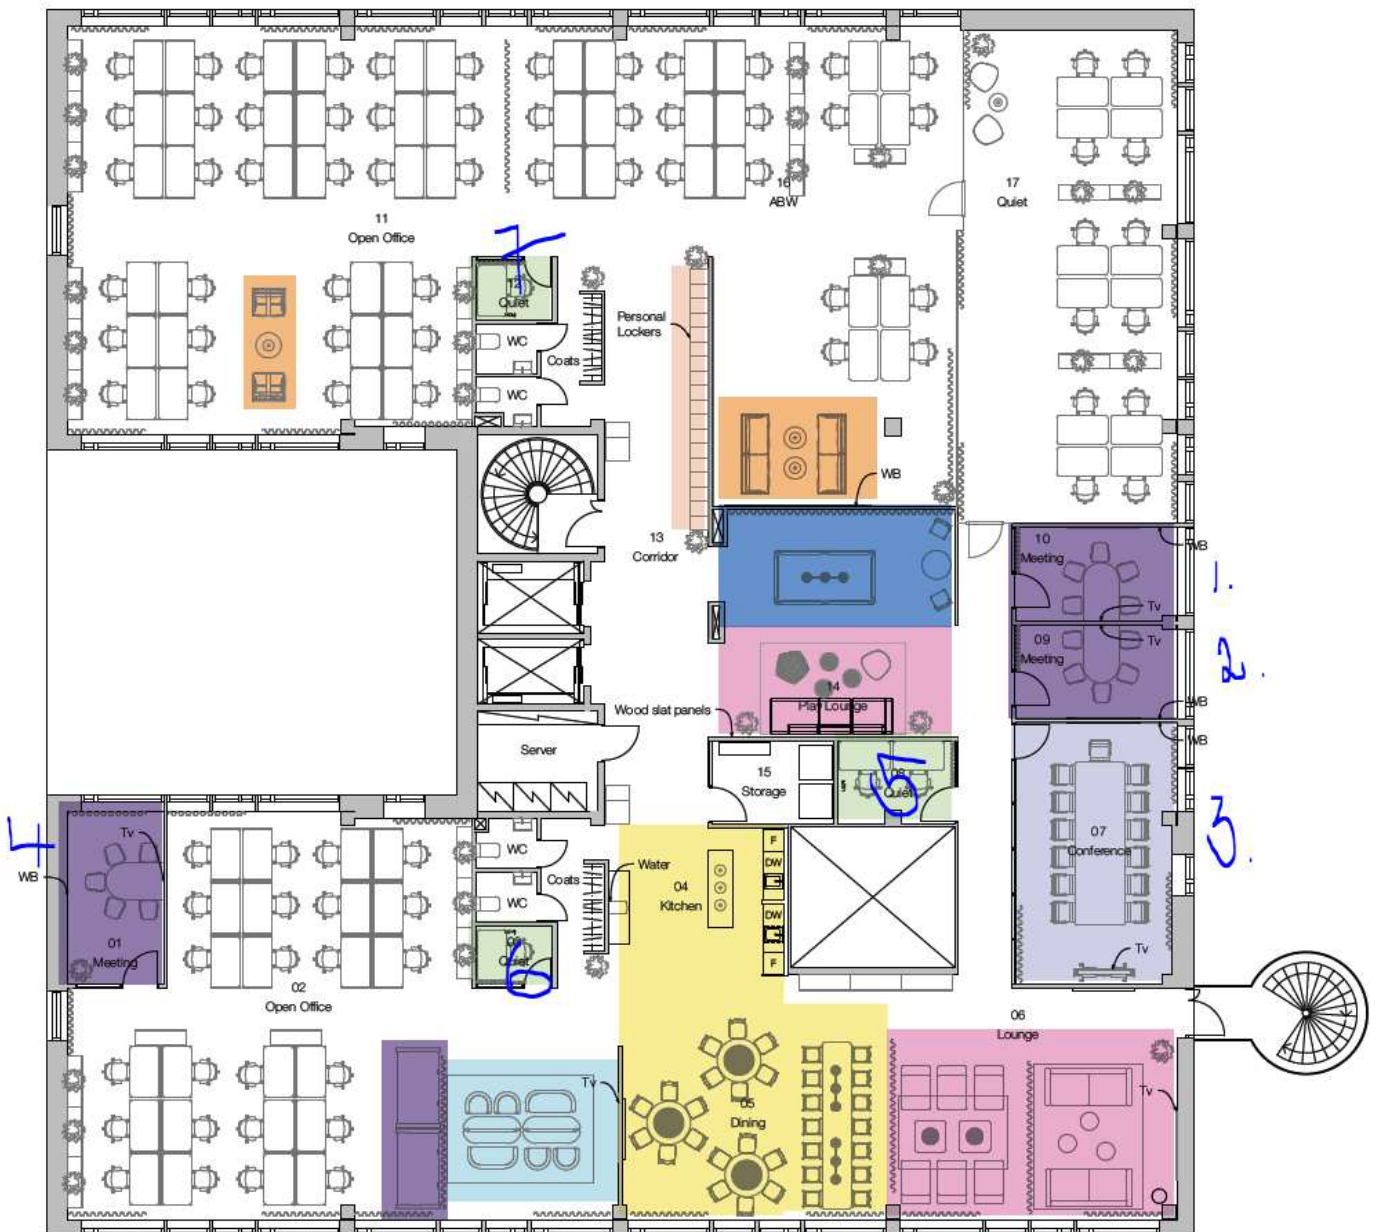 16
ABW
17
Quiet
11
Open Office
7
12
Quiet
WC
Coats
WC
Personal
Lockers
WB
13
Corridor
10
Meeting
WB
1.
Tv
Tv
09
Meeting
2.
WB
14
Play Lounge
Wood slat panels
WB
Server
15
Storage
08
Quiet
5
07
Conference
3.
Tv
4
WB
01
Meeting
WC
Coats
WC
Water
04
Kitchen
F
DW
DW
F
Quiet
6
Tv
02
Open Office
06
Lounge
Tv
05
Dining
Tv